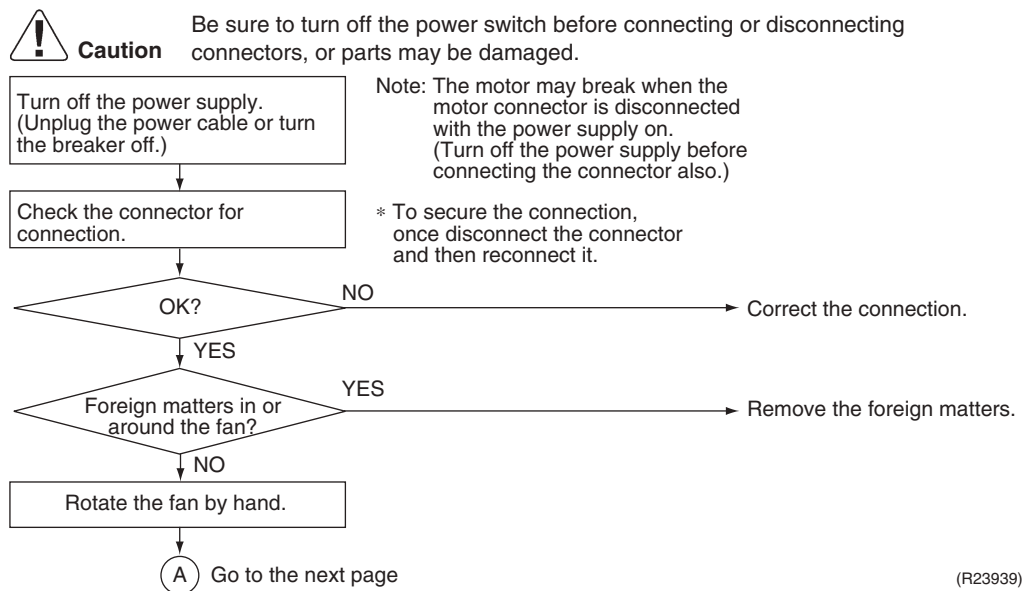 Be sure to turn off the power switch before connecting or disconnecting
Caution connectors, or parts may be damaged.
Turn off the power supply.
(Unplug the power cable or turn
the breaker off.)
Note: The motor may break when the
motor connector is disconnected
with the power supply on.
(Turn off the power supply before
connecting the connector also.)
Check the connector for
connection.
* To secure the connection,
once disconnect the connector
and then reconnect it.
OK?
NO
Correct the connection.
YES
Foreign matters in or
around the fan?
YES
Remove the foreign matters.
NO
Rotate the fan by hand.
A Go to the next page
(R23939)